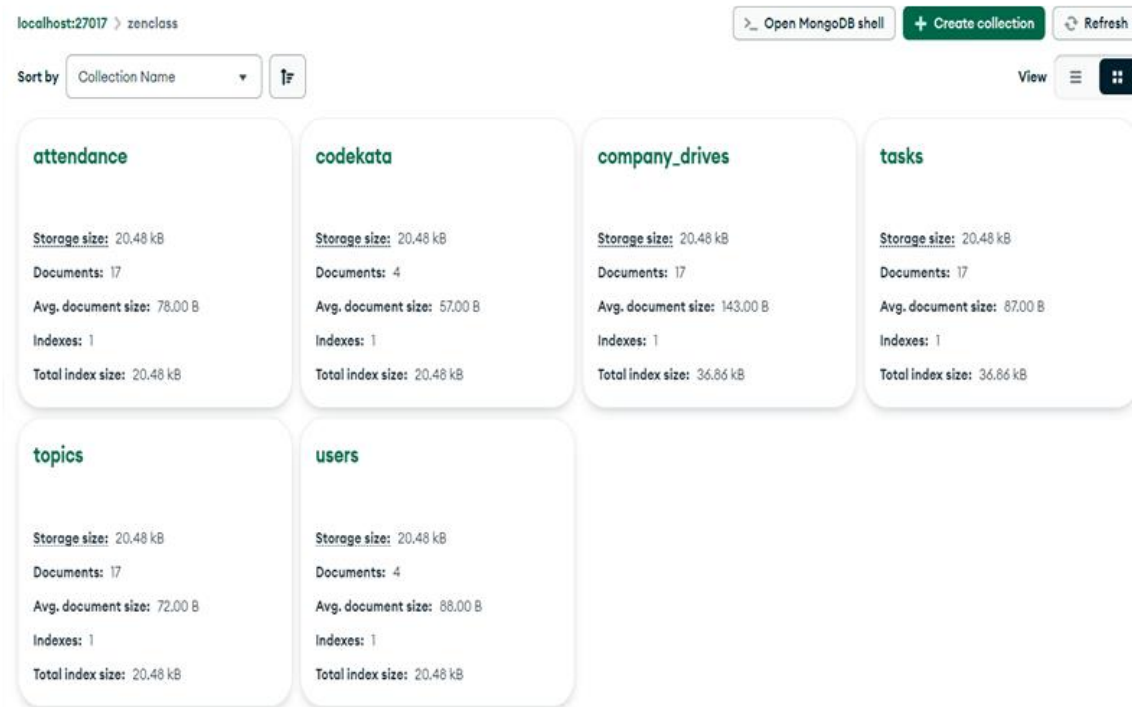 localhost:27017 > zenclass
>_ Open MongoDB shell
+ Create collection
Refresh
Sort by
Collection Name
View
attendance
Storage size: 20.48 kB
Documents: 17
Avg. document size: 78.00 B
Indexes: 1
Total index size: 20.48 kB
codekata
Storage size: 20.48 kB
Documents: 4
Avg. document size: 57.00 B
Indexes: 1
Total index size: 20.48 kB
company_drives
Storage size: 20.48 kB
Documents: 17
Avg. document size: 143.00 B
Indexes: 1
Total index size: 36.86 kB
tasks
Storage size: 20.48 kB
Documents: 17
Avg. document size: 87.00 B
Indexes: 1
Total index size: 36.86 kB
topics
Storage size: 20.48 kB
Documents: 17
Avg. document size: 72.00 B
Indexes: 1
Total index size: 20.48 kB
users
Storage size: 20.48 kB
Documents: 4
Avg. document size: 88.00 B
Indexes: 1
Total index size: 20.48 kB